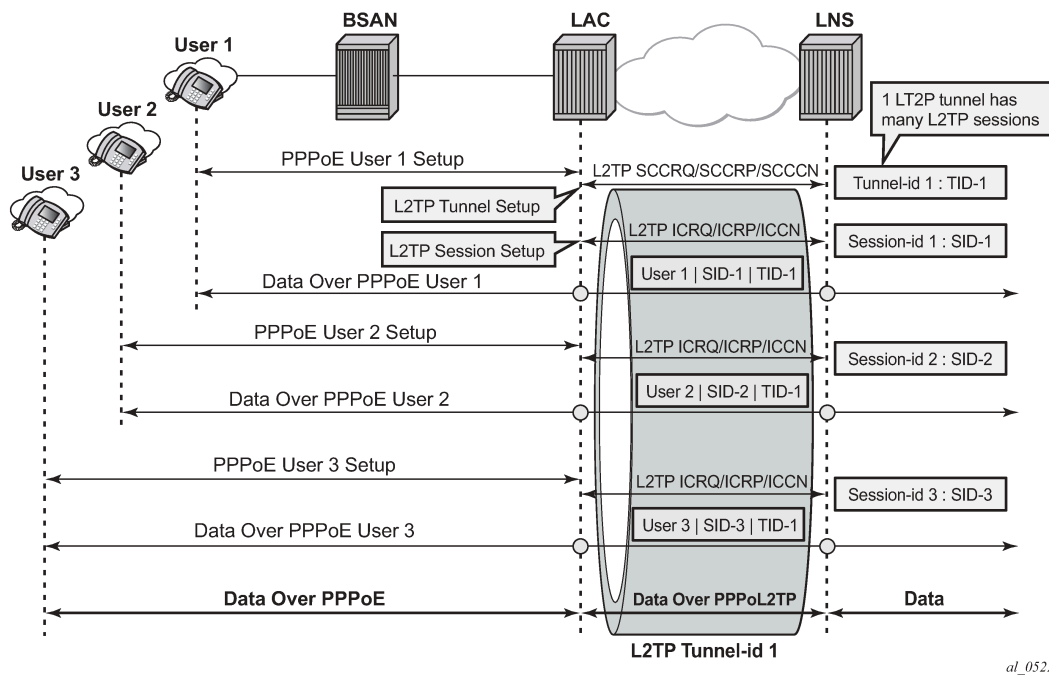 BSAN
LAC
LNS
User 1
User 2
User 3
1 LT2P tunnel has
many L2TP sessions
PPPoE User 1 Setup
L2TP SCCRQ/SCCRP/SCCCN
Tunnel-id 1 : TID-1
L2TP Tunnel Setup
L2TP ICRQ/ICRP/ICCN
Session-id 1 : SID-1
L2TP Session Setup
User 1 | SID-1 | TID-1
Data Over PPPoE User 1
PPPoE User 2 Setup
L2TP ICRQ/ICRP/ICCN
Session-id 2 : SID-2
User 2 | SID-2 | TID-1
Data Over PPPoE User 2
PPPoE User 3 Setup
L2TP ICRQ/ICRP/ICCN
Session-id 3 : SID-3
User 3 | SID-3 | TID-1
Data Over PPPoE User 3
Data Over PPPoE
Data Over PPPoL2TP
Data
L2TP Tunnel-id 1
al_052